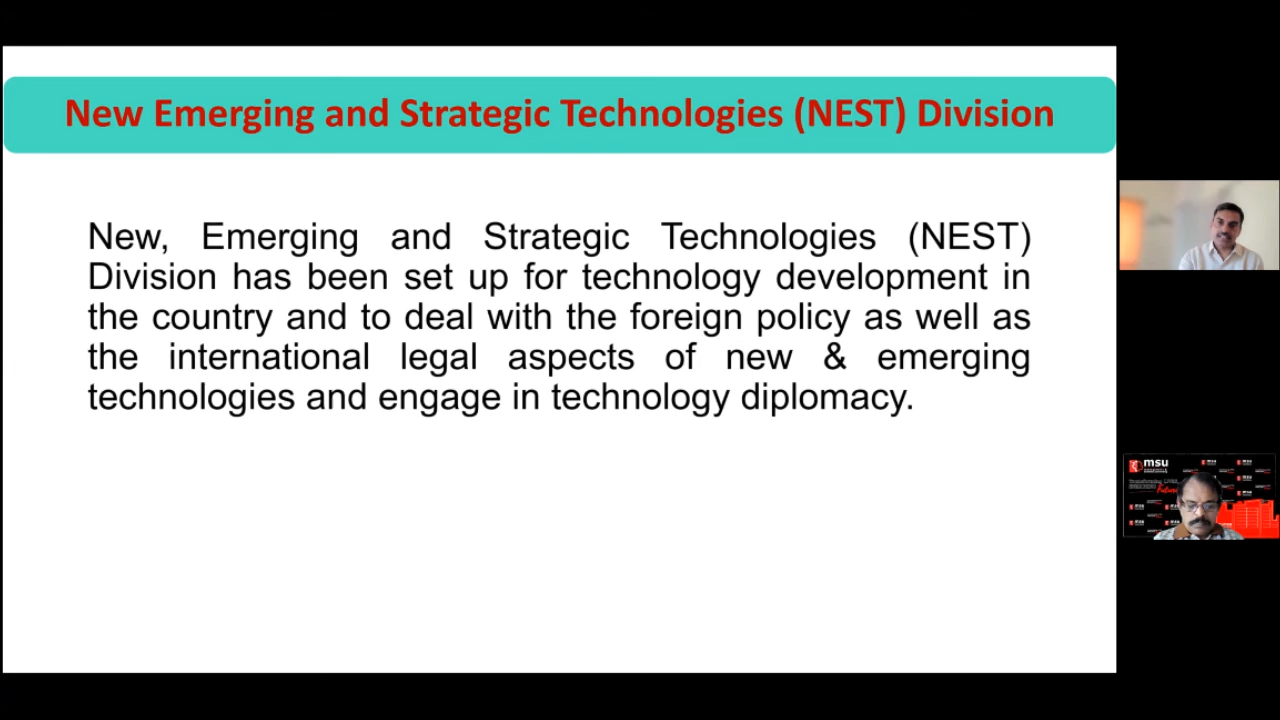 New Emerging and Strategic Technologies (NEST) Division
New, Emerging and Strategic Technologies (NEST)
Division has been set up for technology development in
the country and to deal with the foreign policy as well as
the international legal aspects of new & emerging
technologies and engage in technology diplomacy.
msu